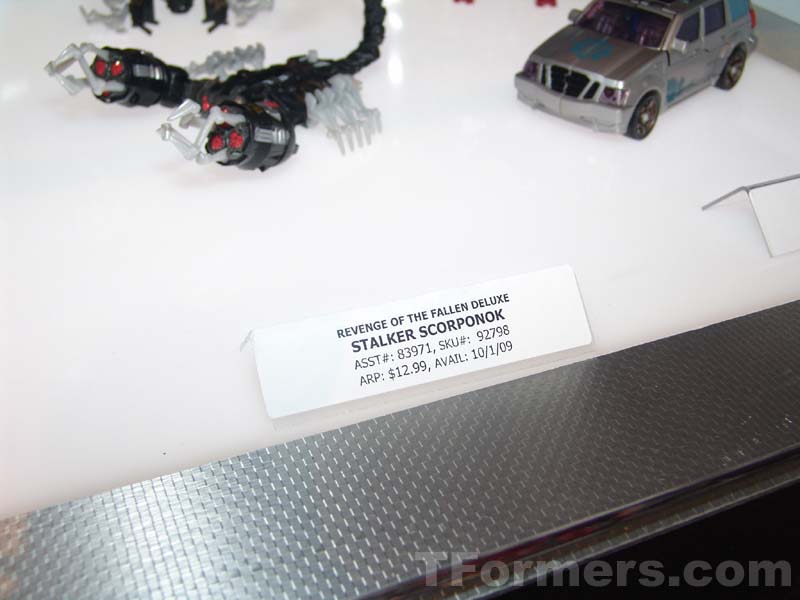 REVENGE OF THE FALLEN DELUXE
STALKER SCORPONOK
ASST#: 83971, SKU#: 92798
ARP: $12.99, AVAIL: 10/1/09
TFormers.com